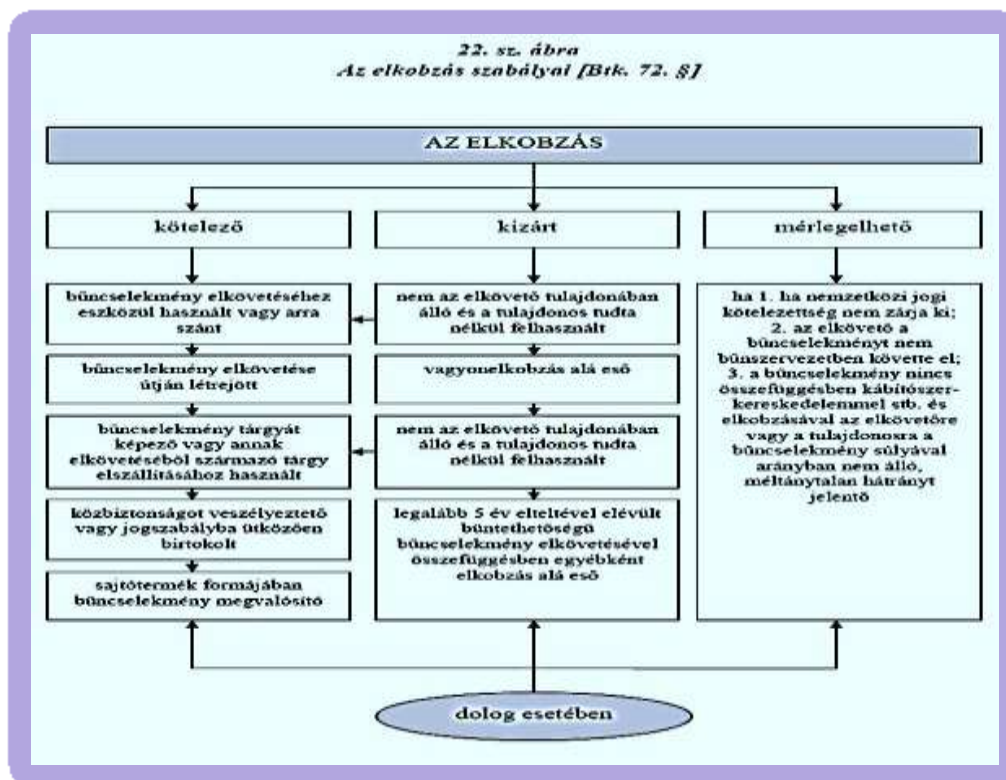 22. sz. ábra
Az elkobzás szabályai [Btk. 72. §]
AZ ELKOBZÁS
kötelező
kizárt
mérlegelhető
bűncselekmény elkövetéséhez
eszközül használt vagy arra
szánt
bűncselekmény elkövetése
útján létrejött
bűncselekmény tárgyát
képező vagy annak
elkövetéséből származó tárgy
elszállításához használt
közbiztonságot veszélyeztető
vagy jogszabályba ütközően
birtokolt
sajtótermék formájában
bűncselekmény megvalósító
nem az elkövető tulajdonában
álló és a tulajdonos tudta
nélkül felhasznált
vagyonelkobzás alá eső
nem az elkövető tulajdonában
álló és a tulajdonos tudta
nélkül felhasznált
legalább 5 év elteltével elévült
büntethetőségű
bűncselekmény elkövetésével
összefüggésben egyébként
elkobzás alá eső
ha 1. ha nemzetközi jogi
kötelezettség nem zárja ki;
2. az elkövető a
bűncselekményt nem
bűnszervezetben követte el;
3. a bűncselekmény nincs
összefüggésben kábítószer-
kereskedelemmel stb. és
elkobzásával az elkövetőre
vagy a tulajdonosra a
bűncselekmény súlyával
arányban nem álló,
méltánytalan hátrányt
jelentő
dolog esetében